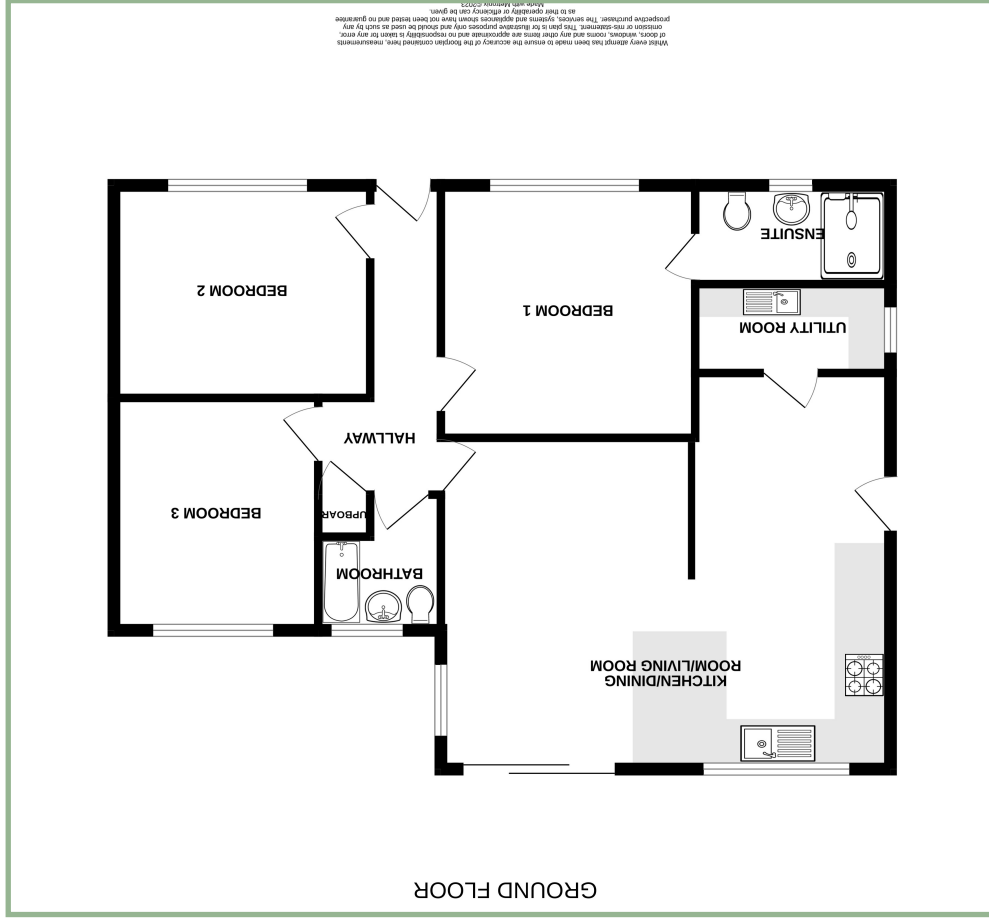 GROUND FLOOR
KITCHEN/DINING
ROOM/LIVING ROOM
BATHROOM
UPBOAR
BEDROOM 3
HALLWAY
UTILITY ROOM
BEDROOM 1
BEDROOM 2
ENSUITE
Whilst every attempt has been made to ensure the accuracy of the floorplan contained here, measurements
of doors, windows, rooms and any other items are approximate and no responsibility is taken for any error,
omission or mis-statement. This plan is for illustrative purposes only and should be used as such by any
prospective purchaser. The services, systems and appliances shown have not been tested and no guarantee
as to their operability or efficiency can be given.
Made with Metropix ©2023